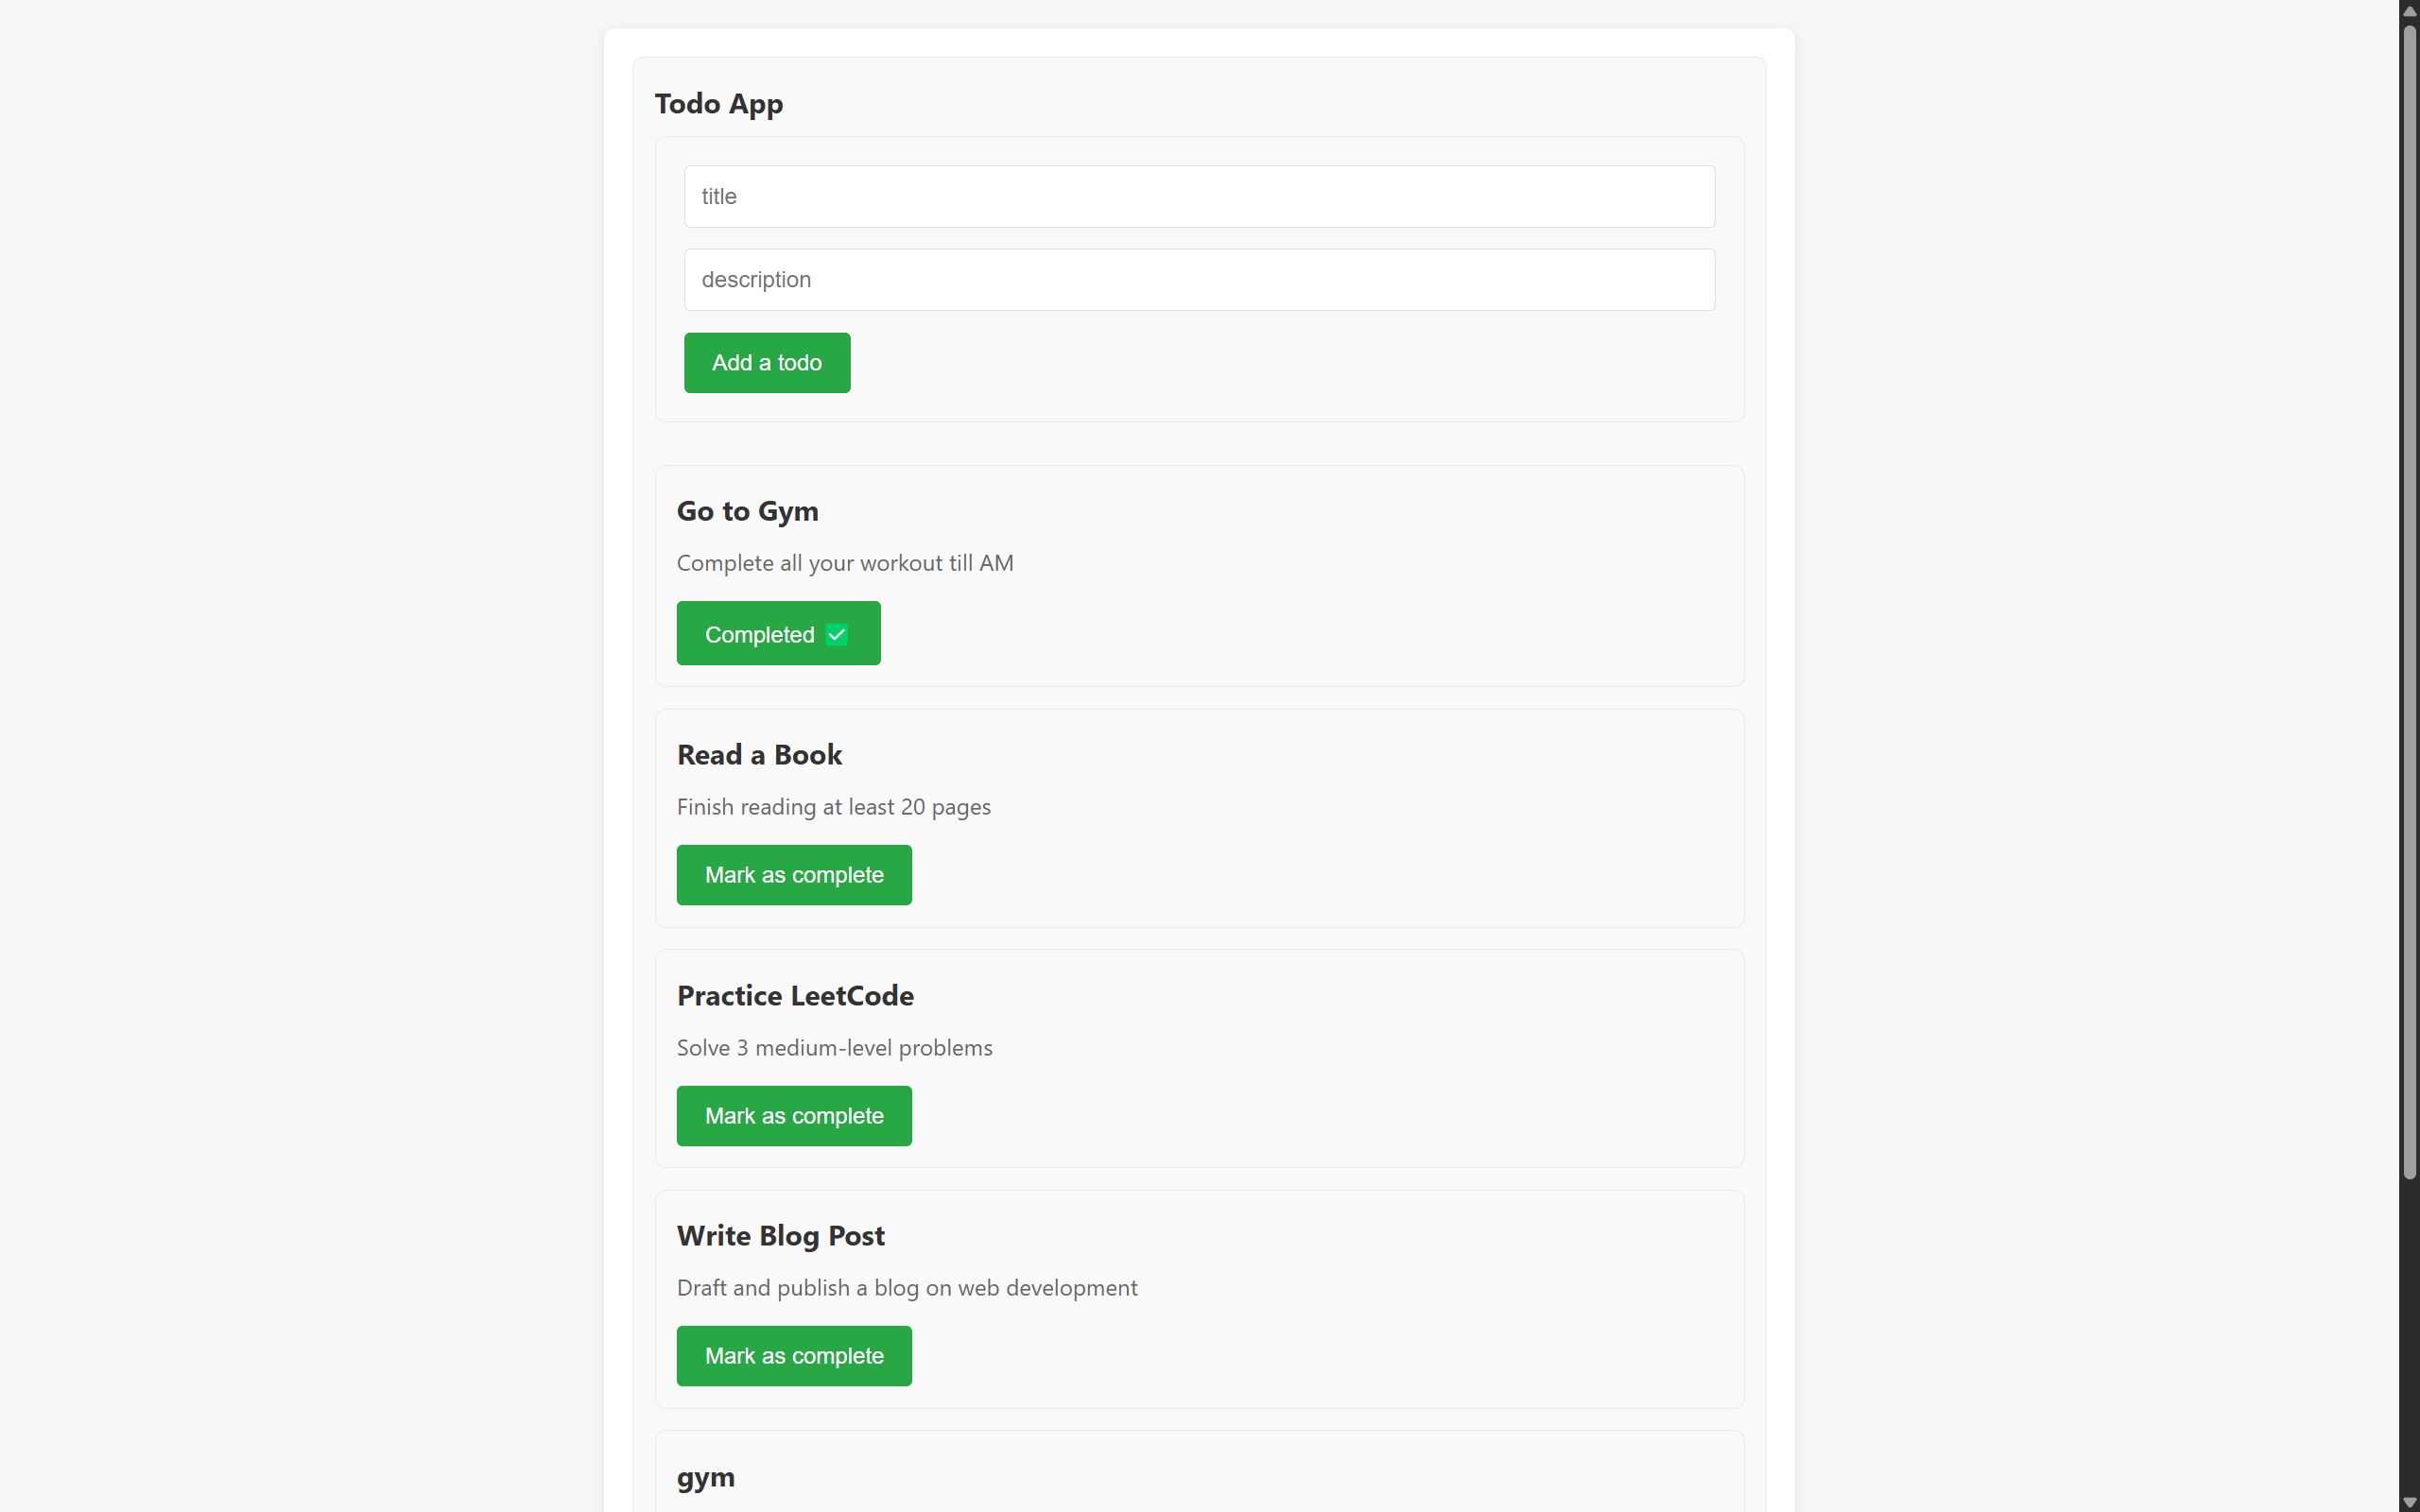 Todo App
title
description
Add a todo
Go to Gym
Complete all your workout till AM
Completed ✅
Read a Book
Finish reading at least 20 pages
Mark as complete
Practice LeetCode
Solve 3 medium-level problems
Mark as complete
Write Blog Post
Draft and publish a blog on web development
Mark as complete
gym